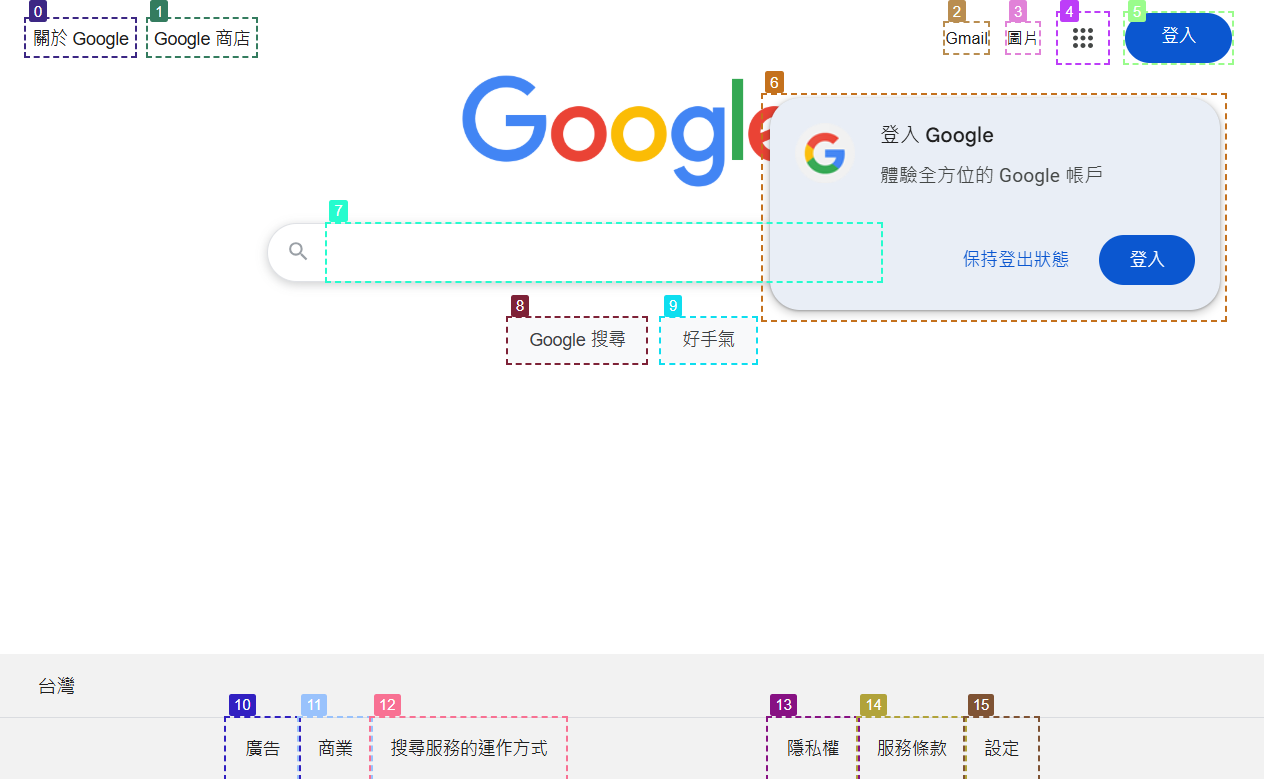 0
1
2
3
4
5
關於 Google
Google 商店
Gmail
圖片
登入
6
Google
登入 Google
體驗全方位的 Google 帳戶
7
保持登出狀態
登入
8
9
Google 搜尋
好手氣
台灣
10
11
12
13
14
15
廣告
商業
搜尋服務的運作方式
隱私權
服務條款
設定